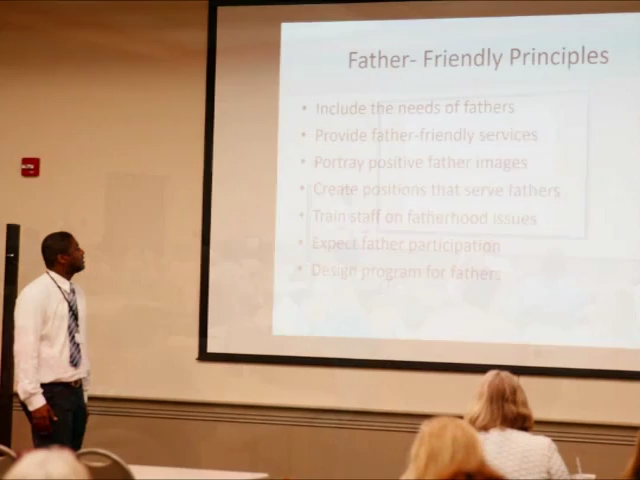 Father- Friendly Principles
• Include the needs of fathers
• Provide father-friendly services
• Portray positive father images
• Create positions that serve fathers
• Train staff on fatherhood issues
• Expect father participation
• Design program for fathers